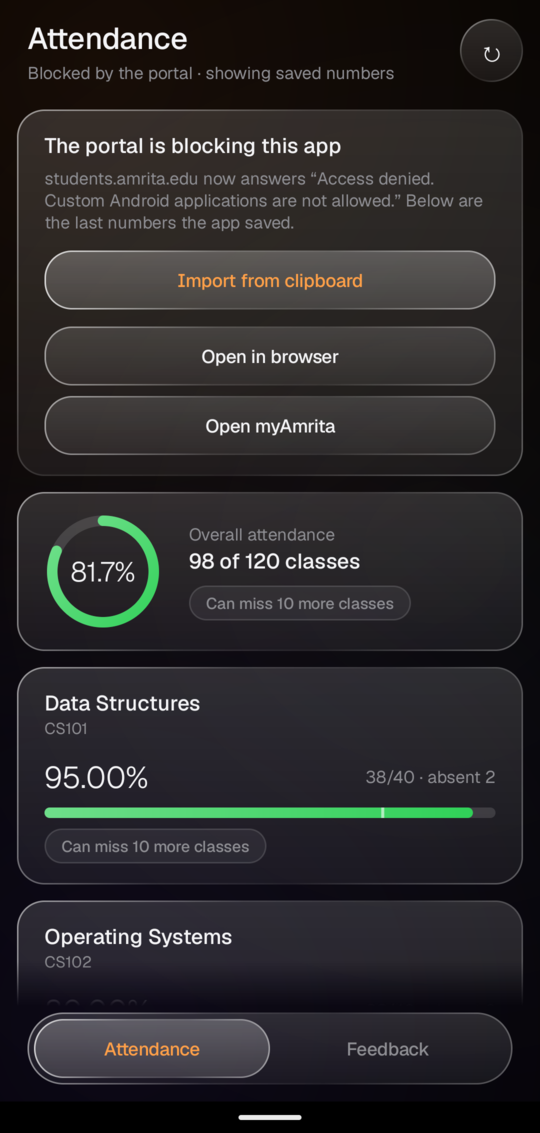 Attendance
Blocked by the portal · showing saved numbers
The portal is blocking this app
students.amrita.edu now answers “Access denied.
Custom Android applications are not allowed.” Below are
the last numbers the app saved.
Import from clipboard
Open in browser
Open myAmrita
81.7%
Overall attendance
98 of 120 classes
Can miss 10 more classes
Data Structures
CS101
95.00%
38/40 · absent 2
Can miss 10 more classes
Operating Systems
CS102
Attendance
Feedback